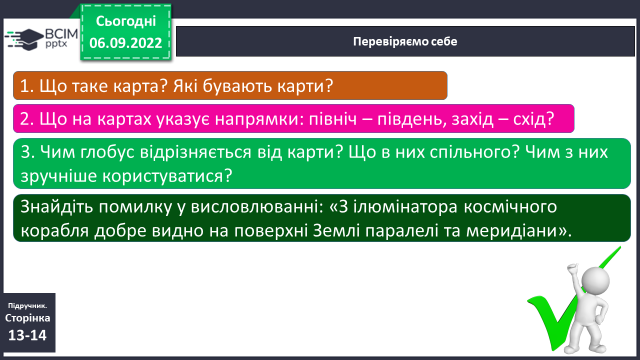 ВСІМ
pptx
Сьогодні
06.09.2022
Перевіряємо себе
1. Що таке карта? Які бувають карти?
2. Що на картах указує напрямки: північ – південь, захід – схід?
3. Чим глобус відрізняється від карти? Що в них спільного? Чим з них
зручніше користуватися?
Знайдіть помилку у висловлюванні: «З ілюмінатора космічного
корабля добре видно на поверхні Землі паралелі та меридіани».
Підручник.
Сторінка
13-14